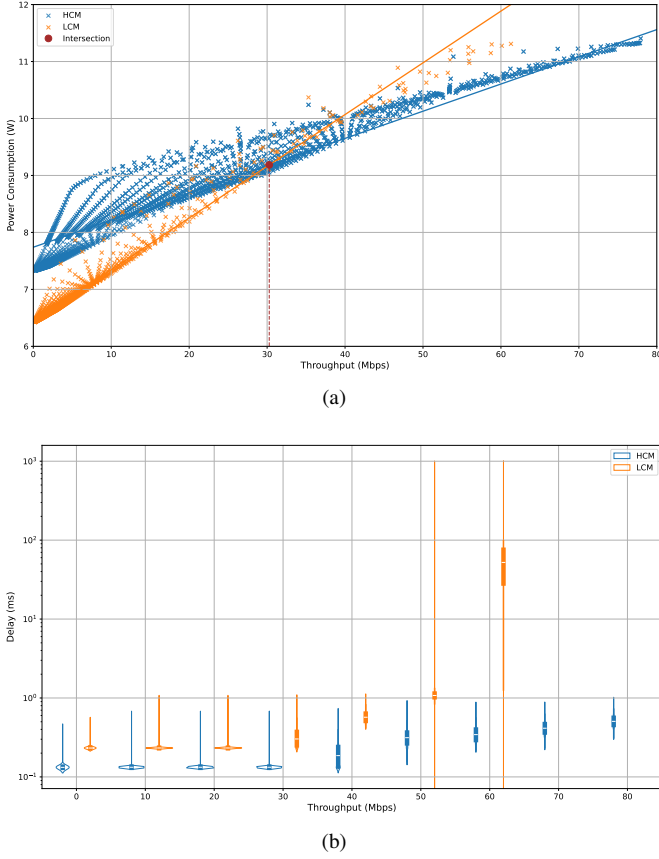 12
11
10
9
8
7
6
Power Consumption (W)
HCM
LCM
Intersection
0 10 20 30 40 50 60 70 80
Throughput (Mbps)
(a)
10³
10²
10¹
10⁰
10⁻¹
Delay (ms)
HCM
LCM
0 10 20 30 40 50 60 70 80
Throughput (Mbps)
(b)